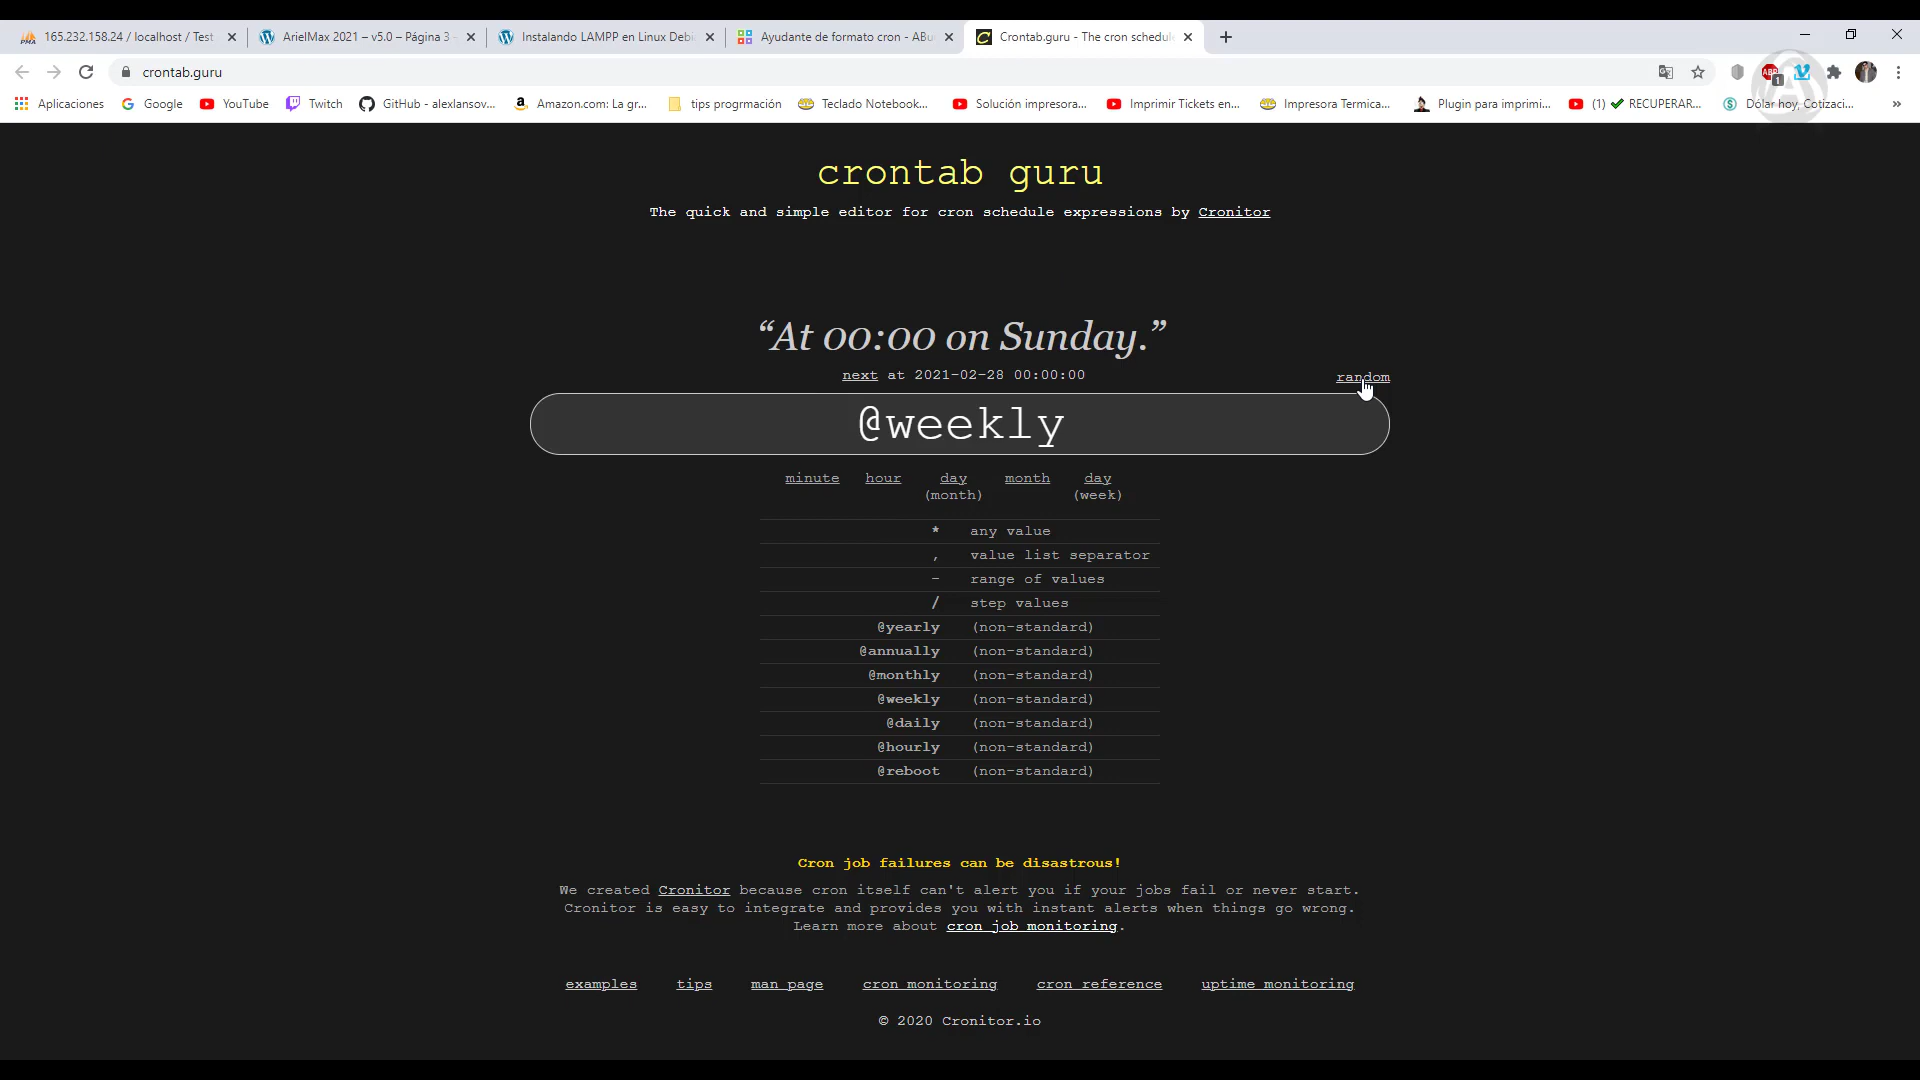 165.232.158.24 / localhost / Test
ArielMax 2021 – v5.0 – Página 3 -
Instalando LAMPP en Linux Debi
Ayudante de formato cron - ABu
Crontab.guru - The cron schedule
crontab.guru
Aplicaciones
Google
YouTube
Twitch
GitHub - alexlansov...
Amazon.com: La gr...
tips progrmación
Teclado Notebook...
Solución impresora...
Imprimir Tickets en...
Impresora Termica...
Plugin para imprimi...
(1) ✔ RECUPERAR...
Dólar hoy, Cotizaci...
»
crontab guru
The quick and simple editor for cron schedule expressions by Cronitor
“At 00:00 on Sunday.”
next at 2021-02-28 00:00:00
random
@weekly
minute hour day (month) month day (week)
* any value
, value list separator
- range of values
/ step values
@yearly (non-standard)
@annually (non-standard)
@monthly (non-standard)
@weekly (non-standard)
@daily (non-standard)
@hourly (non-standard)
@reboot (non-standard)
Cron job failures can be disastrous!
We created Cronitor because cron itself can't alert you if your jobs fail or never start.
Cronitor is easy to integrate and provides you with instant alerts when things go wrong.
Learn more about cron job monitoring.
examples tips man page cron monitoring cron reference uptime monitoring
© 2020 Cronitor.io